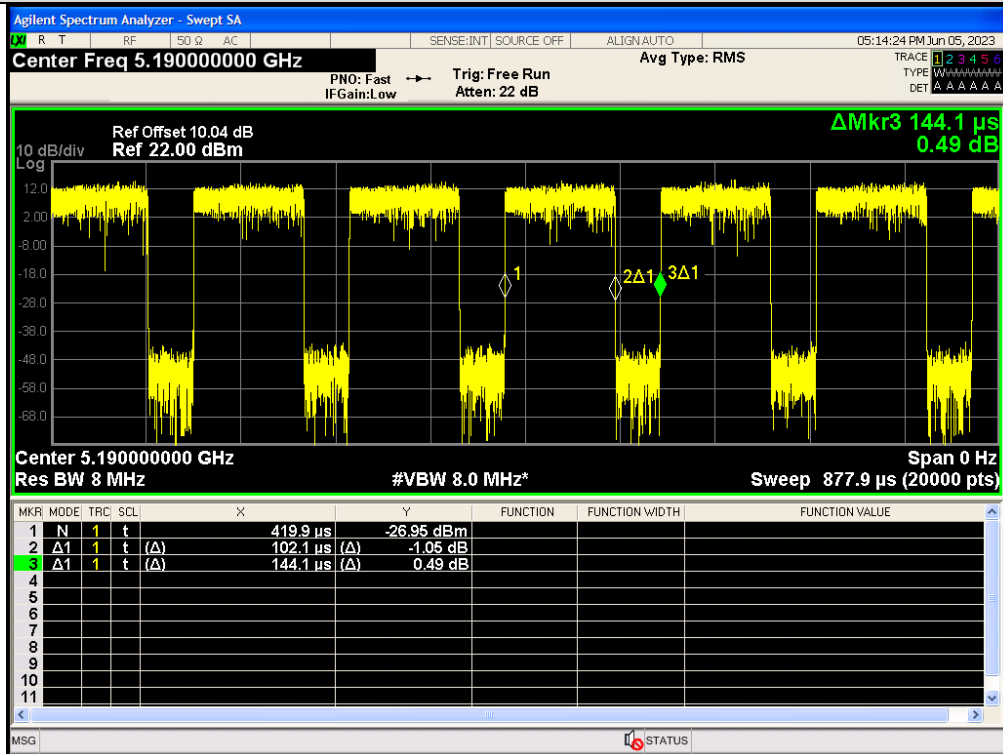 Agilent Spectrum Analyzer - Swept SA
LXI R T RF 50 Ω AC SENSE:INT SOURCE OFF ALIGN AUTO 05:14:24 PM Jun 05, 2023
Center Freq 5.190000000 GHz
Avg Type: RMS
TRACE 1 2 3 4 5 6
PNO: Fast Trig: Free Run
TYPE W
IFGain:Low Atten: 22 dB
DET A A A A A A
ΔMkr3 144.1 µs
0.49 dB
Ref Offset 10.04 dB
10 dB/div Ref 22.00 dBm
Log
12.0
2.00
-8.00
-18.0
-28.0
-38.0
-48.0
-58.0
-68.0
1
2Δ1
3Δ1
Center 5.190000000 GHz Span 0 Hz
Res BW 8 MHz #VBW 8.0 MHz* Sweep 877.9 µs (20000 pts)
MKR MODE TRC SCL X Y FUNCTION FUNCTION WIDTH FUNCTION VALUE
1 N 1 t 419.9 µs -26.95 dBm
2 Δ1 1 t (Δ) 102.1 µs (Δ) -1.05 dB
3 Δ1 1 t (Δ) 144.1 µs (Δ) 0.49 dB
4
5
6
7
8
9
10
11
MSG STATUS